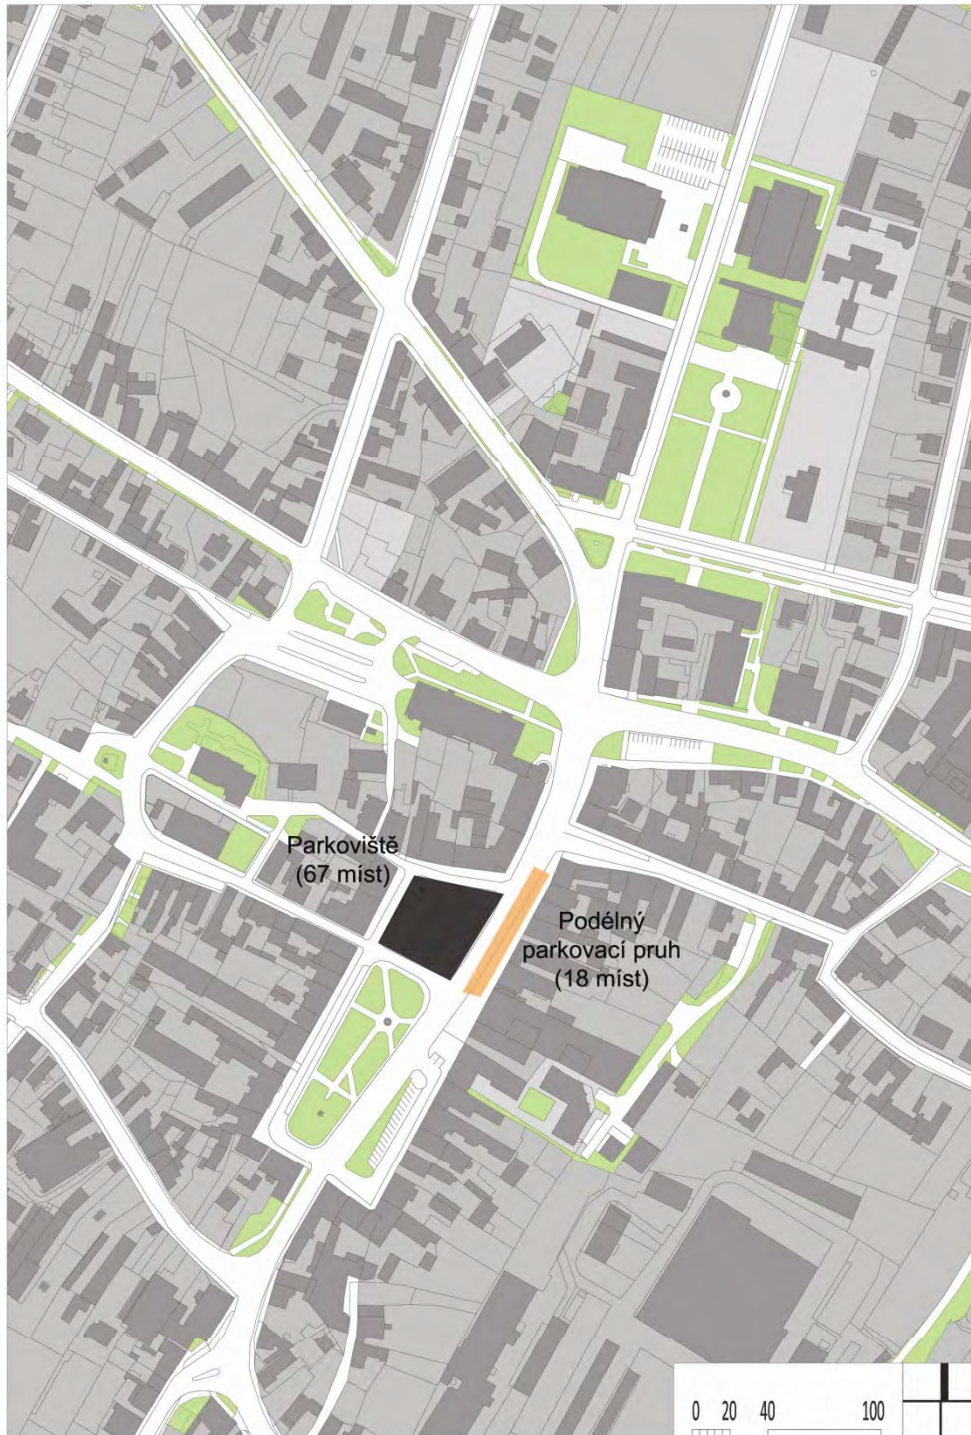 Parkoviště
(67 míst)
Podélný
parkovací pruh
(18 míst)
0 20 40 100